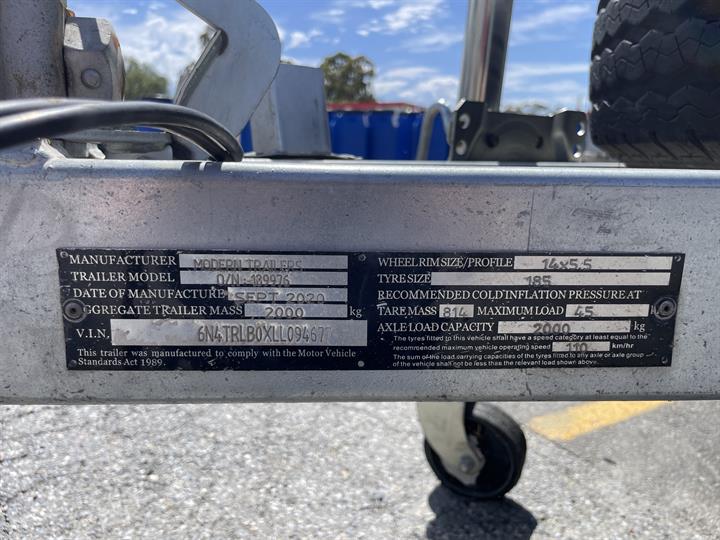 MANUFACTURER MODERN TRAILERS
TRAILER MODEL O/N:-139976
DATE OF MANUFACTURE SEPT 2020
AGGREGATE TRAILER MASS 2000 kg
V.I.N. 6N4TRLB0XLL09467
This trailer was manufactured to comply with the Motor Vehicle
Standards Act 1989.
WHEEL RIM SIZE/PROFILE 14x5.5
TYRE SIZE 185
RECOMMENDED COLD INFLATION PRESSURE AT
TARE MASS 814 MAXIMUM LOAD 45
AXLE LOAD CAPACITY 2000 kg
The tyres fitted to this vehicle shall have a speed category at least equal to the
recommended maximum vehicle operating speed 110 km/hr
The sum of the load carrying capacities of the tyres fitted to any axle or axle group
of the vehicle shall not be less than the relevant load shown above.